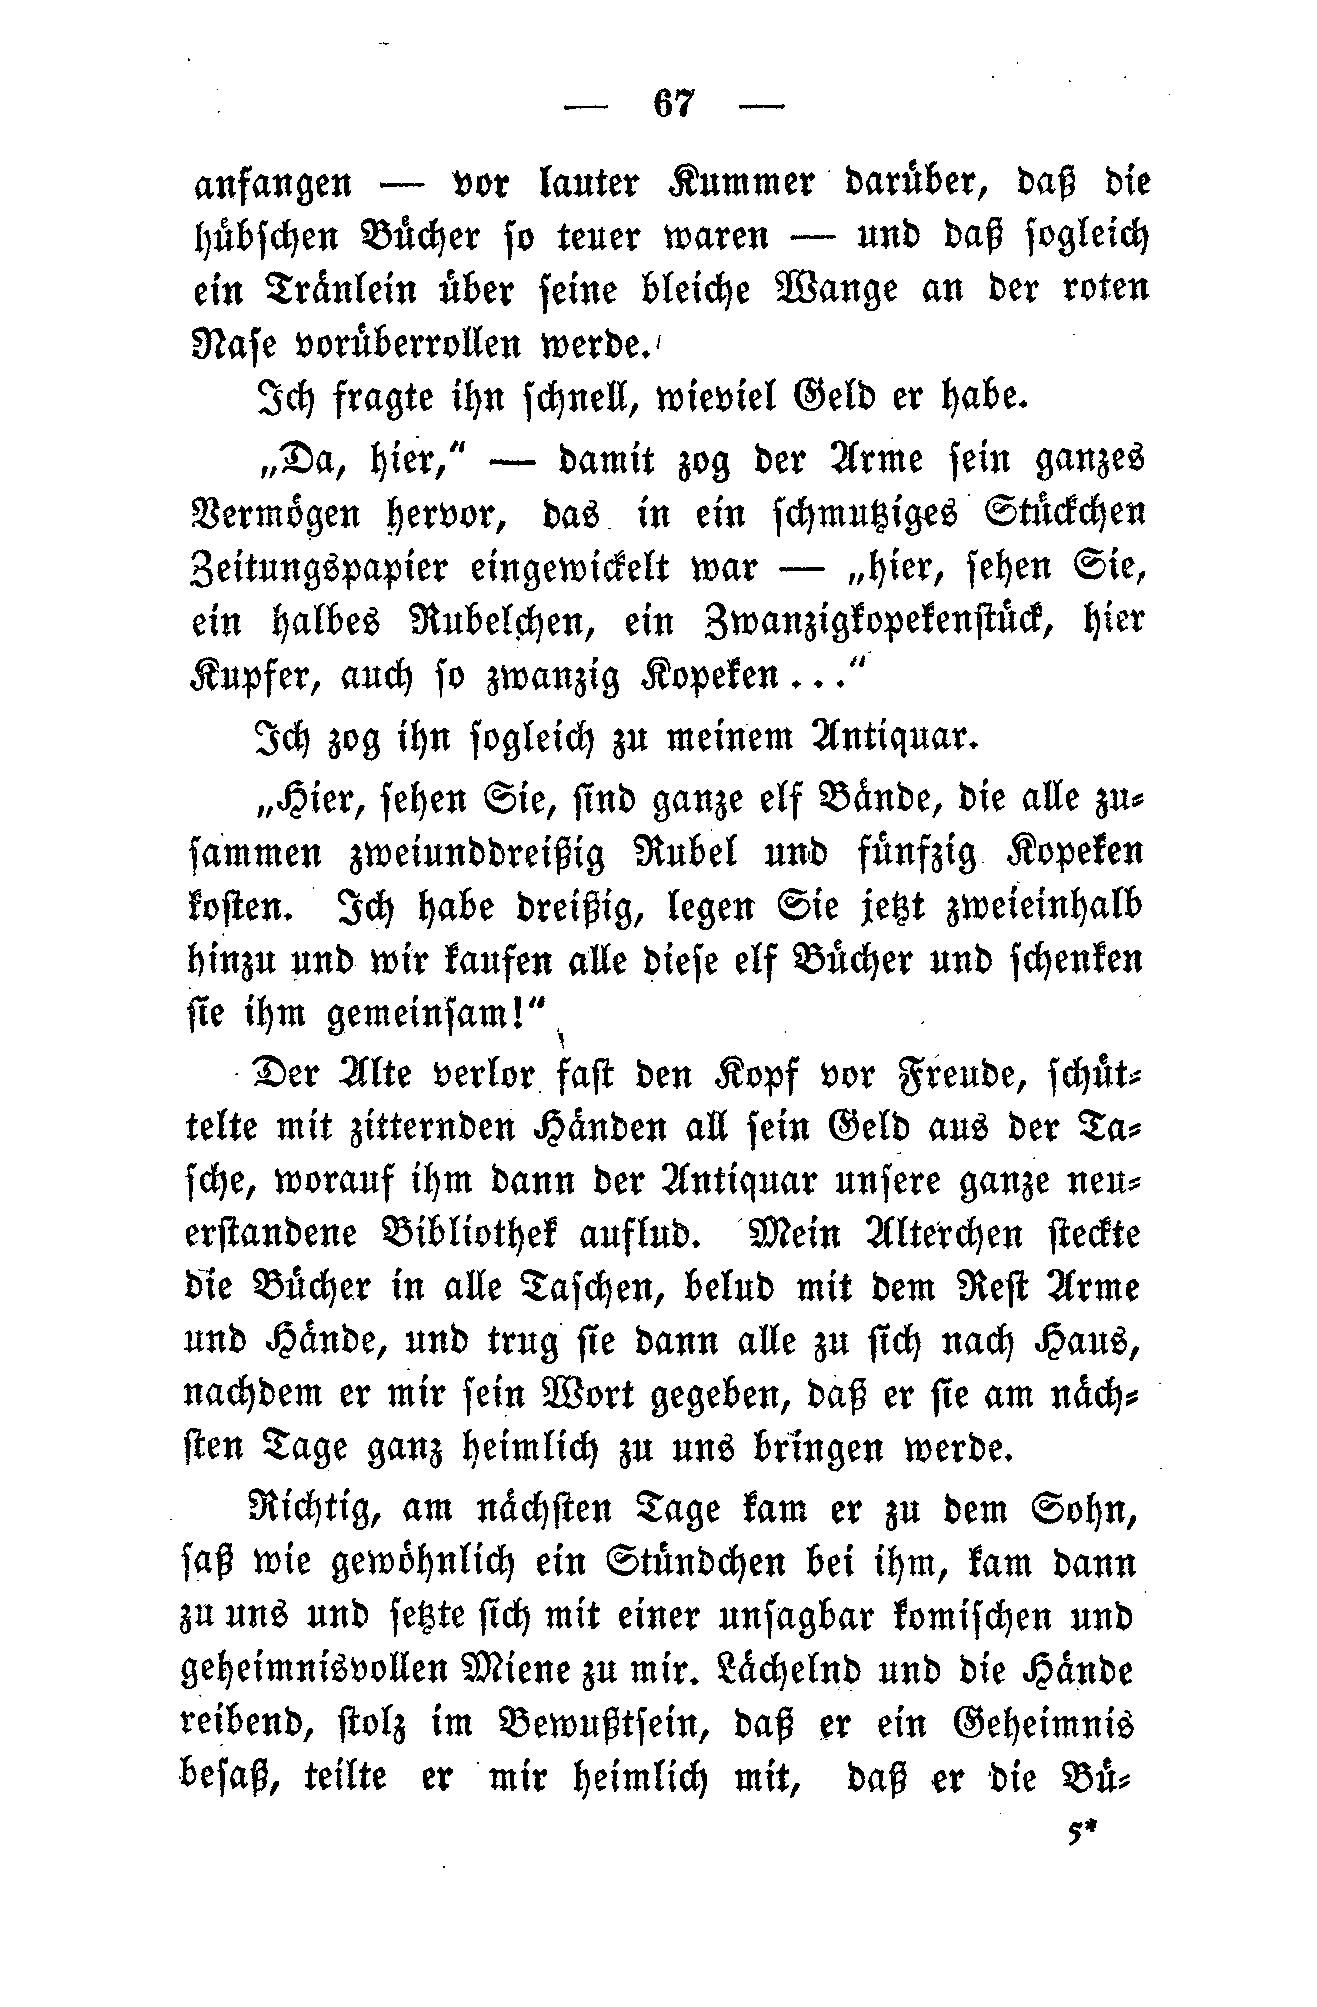 — 67 —
anfangen — vor lauter Kummer darüber, daß die
hübschen Bücher so teuer waren — und daß sogleich
ein Tränlein über seine bleiche Wange an der roten
Nase vorüberrollen werde.
Ich fragte ihn schnell, wieviel Geld er habe.
„Da, hier,“ — damit zog der Arme sein ganzes
Vermögen hervor, das in ein schmutziges Stückchen
Zeitungspapier eingewickelt war — „hier, sehen Sie,
ein halbes Rubelchen, ein Zwanzigkopekenstück, hier
Kupfer, auch so zwanzig Kopeken . . .“
Ich zog ihn sogleich zu meinem Antiquar.
„Hier, sehen Sie, sind ganze elf Bände, die alle zu-
sammen zweiunddreißig Rubel und fünfzig Kopeken
kosten. Ich habe dreißig, legen Sie jetzt zweieinhalb
hinzu und wir kaufen alle diese elf Bücher und schenken
sie ihm gemeinsam!“
Der Alte verlor fast den Kopf vor Freude, schüt-
telte mit zitternden Händen all sein Geld aus der Ta-
sche, worauf ihm dann der Antiquar unsere ganze neu-
erstandene Bibliothek auflud. Mein Alterchen steckte
die Bücher in alle Taschen, belud mit dem Rest Arme
und Hände, und trug sie dann alle zu sich nach Haus,
nachdem er mir sein Wort gegeben, daß er sie am näch-
sten Tage ganz heimlich zu uns bringen werde.
Richtig, am nächsten Tage kam er zu dem Sohn,
saß wie gewöhnlich ein Stündchen bei ihm, kam dann
zu uns und setzte sich mit einer unsagbar komischen und
geheimnisvollen Miene zu mir. Lächelnd und die Hände
reibend, stolz im Bewußtsein, daß er ein Geheimnis
besaß, teilte er mir heimlich mit, daß er die Bü-
5*